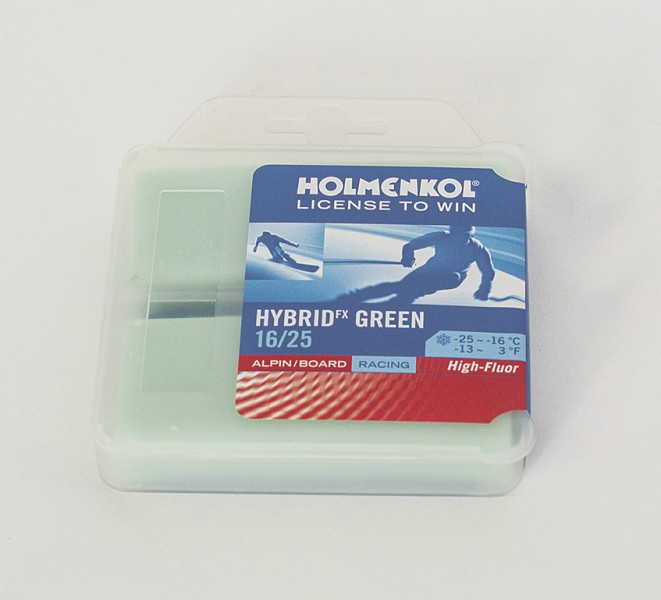 HOLMENKOL®
LICENSE TO WIN
HYBRIDFX GREEN
16/25
-25 ~ -16 °C
-13 ~ 3 °F
ALPIN/BOARD RACING
High-Fluor